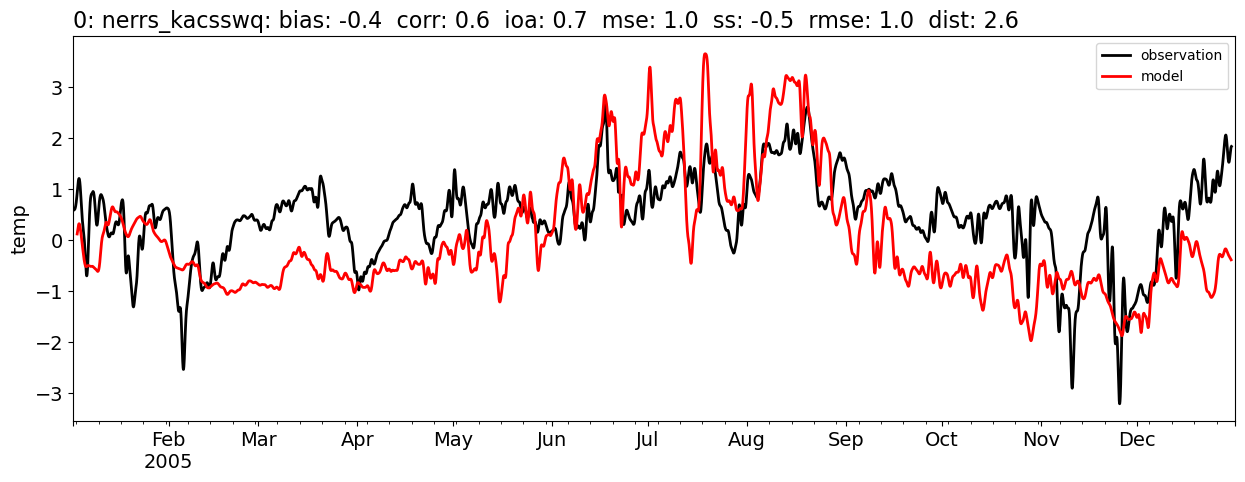 0: nerrs_kacsswq: bias: -0.4  corr: 0.6  ioa: 0.7  mse: 1.0  ss: -0.5  rmse: 1.0  dist: 2.6
observation
model
temp
3
2
1
0
−1
−2
−3
Feb Mar Apr May Jun Jul Aug Sep Oct Nov Dec
2005